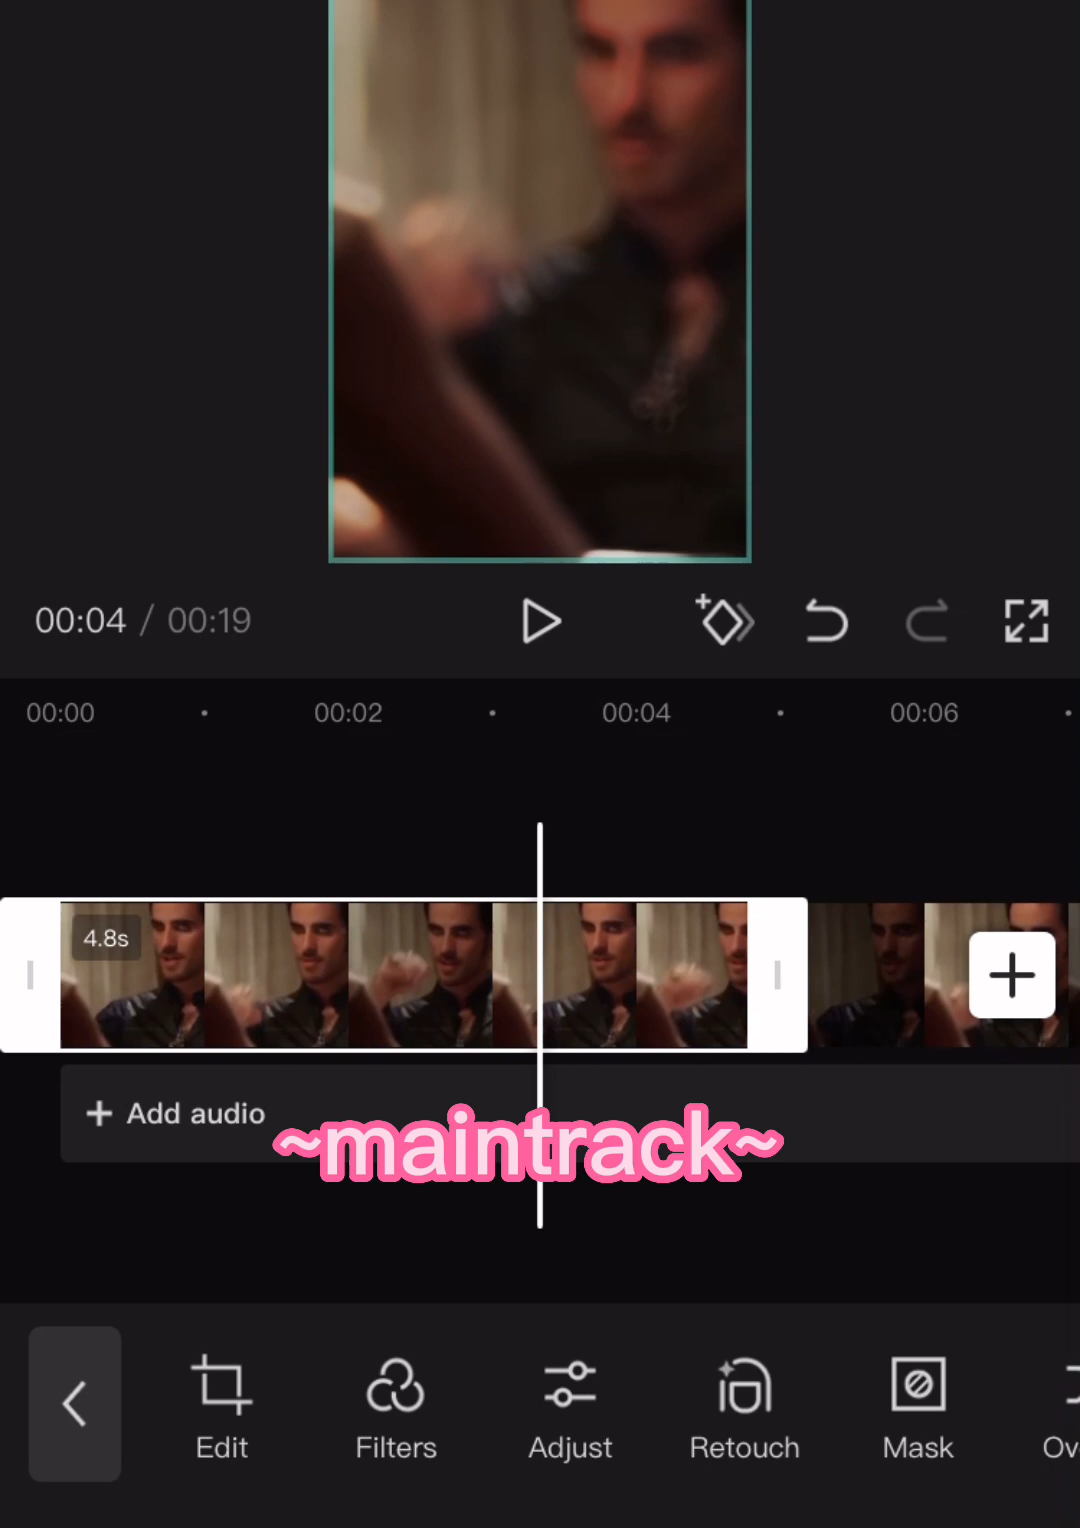 00:04 / 00:19
00:00 00:02 00:04 00:06
4.8s
+ Add audio
~maintrack~
Edit Filters Adjust Retouch Mask Ov